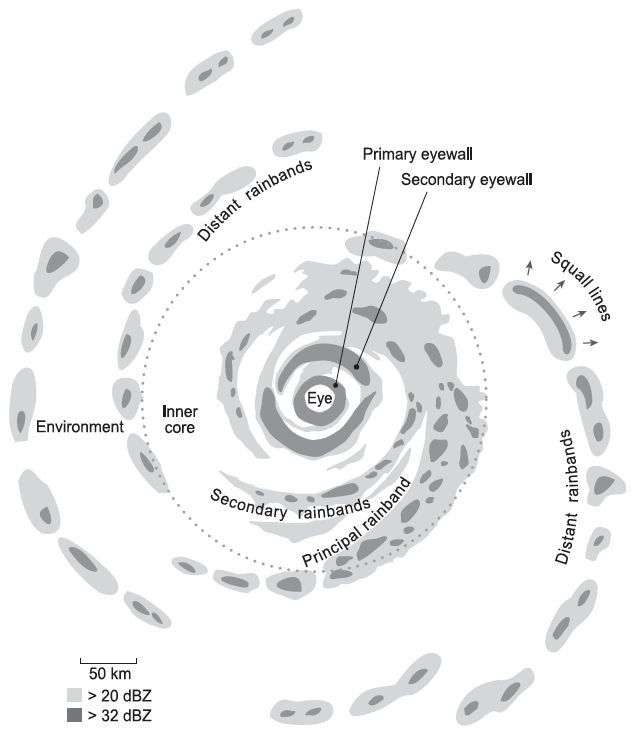 Primary eyewall
Secondary eyewall
Distant rainbands
Squall lines
Eye
Inner
core
Environment
Secondary rainbands
Principal rainband
Distant rainbands
50 km
> 20 dBZ
> 32 dBZ